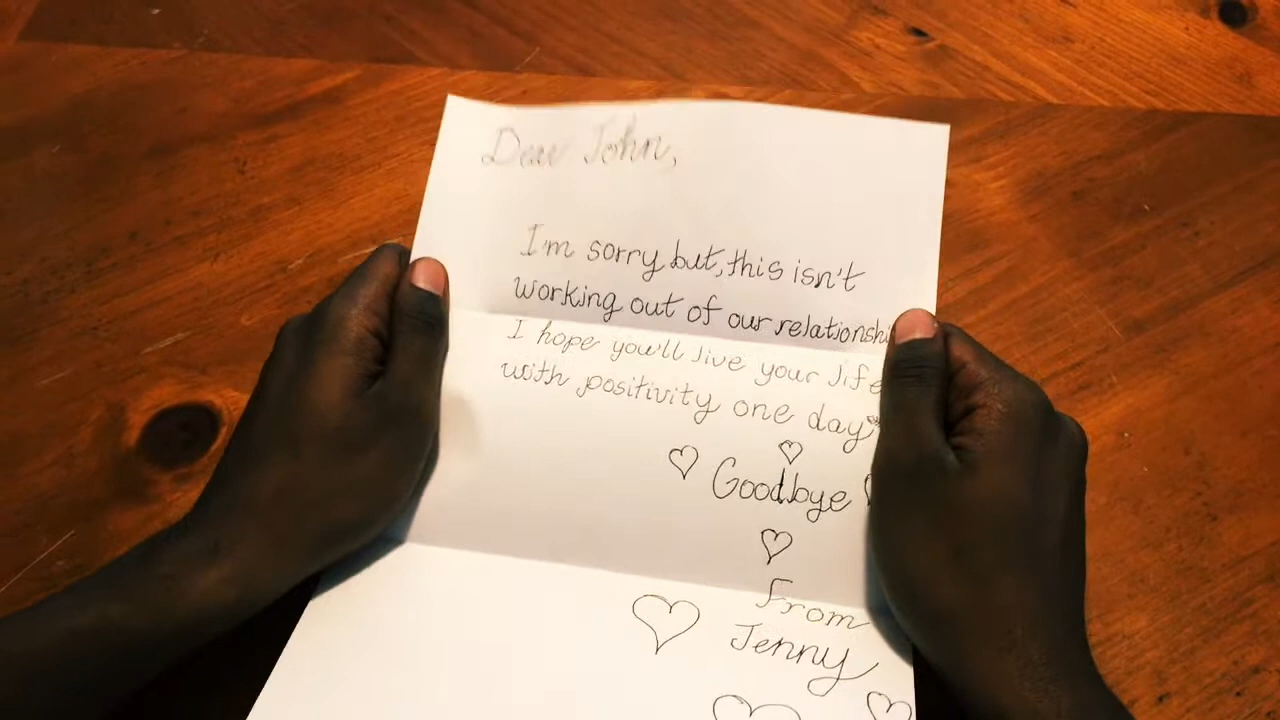 Dear John,
I'm sorry but, this isn't
working out of our relationshi
I hope you'll live your life
with positivity one day
Goodbye
From
Jenny